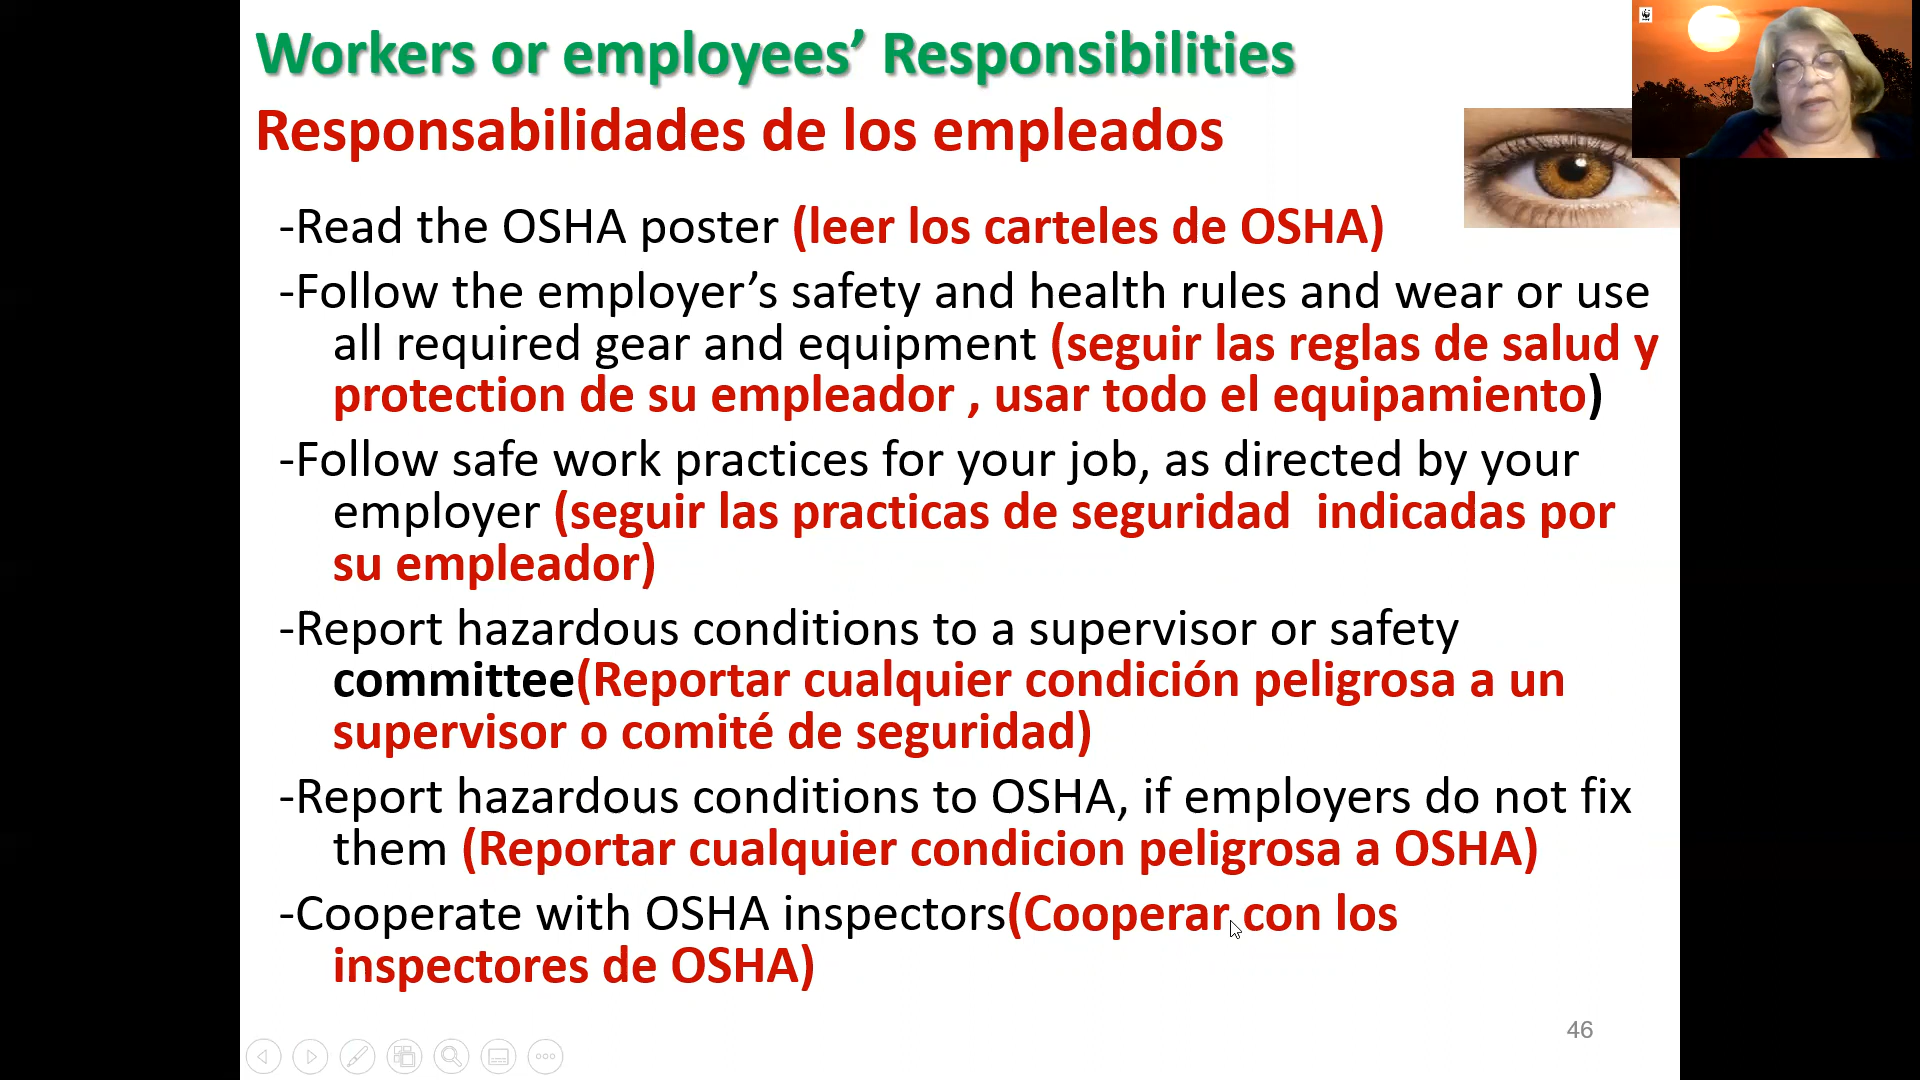 Workers or employees’ Responsibilities
Responsabilidades de los empleados
-Read the OSHA poster (leer los carteles de OSHA)
-Follow the employer’s safety and health rules and wear or use
all required gear and equipment (seguir las reglas de salud y
protection de su empleador , usar todo el equipamiento)
-Follow safe work practices for your job, as directed by your
employer (seguir las practicas de seguridad  indicadas por
su empleador)
-Report hazardous conditions to a supervisor or safety
committee(Reportar cualquier condición peligrosa a un
supervisor o comité de seguridad)
-Report hazardous conditions to OSHA, if employers do not fix
them (Reportar cualquier condicion peligrosa a OSHA)
-Cooperate with OSHA inspectors(Cooperar con los
inspectores de OSHA)
46